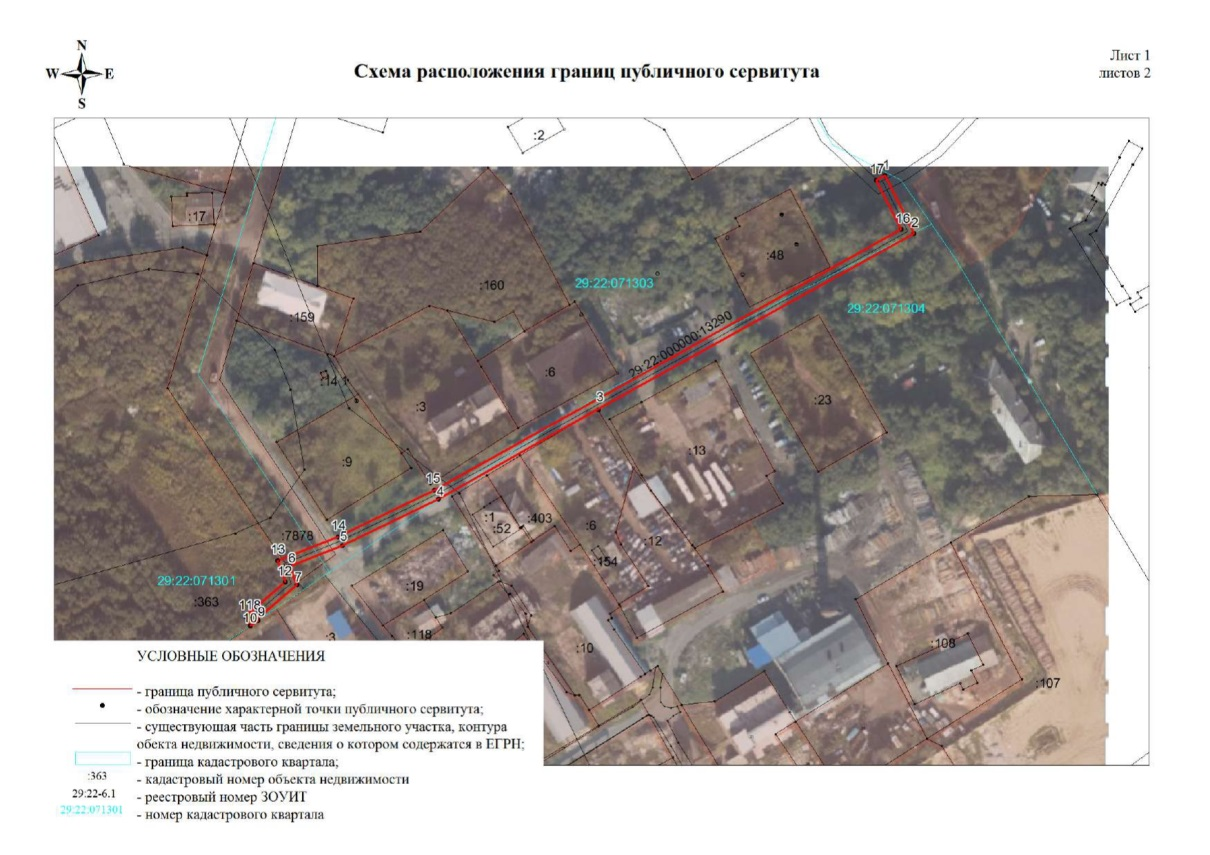 N
W E
S
Схема расположения границ публичного сервитута
Лист 1
листов 2
:2
17 1
:17
16 2
:48
29:22:071303
:160
29:22:071304
:159
29:22:000000:13290
:6
:14
:3
3
:23
:9
:13
15
4
:1
:403
:52
:6
14
5
:7878
:12
13
6
:154
12
7
29:22:071301
:19
:363
118
9
10
:3
:118
:10
:108
:107
УСЛОВНЫЕ ОБОЗНАЧЕНИЯ
- граница публичного сервитута;
- обозначение характерной точки публичного сервитута;
- существующая часть границы земельного участка, контура
обекта недвижимости, сведения о котором содержатся в ЕГРН;
- граница кадастрового квартала;
:363 - кадастровый номер объекта недвижимости
29:22-6.1 - реестровый номер ЗОУИТ
29:22:071301 - номер кадастрового квартала